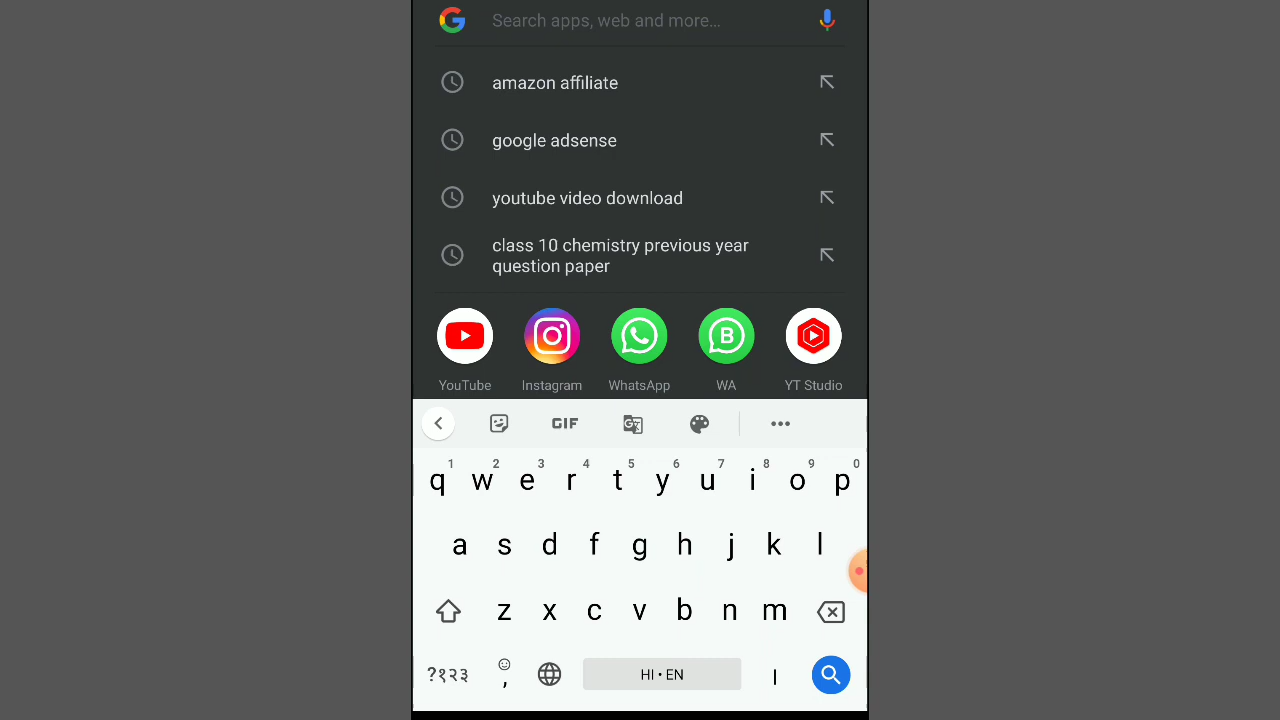 Search apps, web and more...
amazon affiliate
google adsense
youtube video download
class 10 chemistry previous year
question paper
YouTube Instagram WhatsApp WA YT Studio
GIF
1 2 3 4 5 6 7 8 9 0
q w e r t y u i o p
a s d f g h j k l
z x c v b n m
?१२३ , HI • EN ।